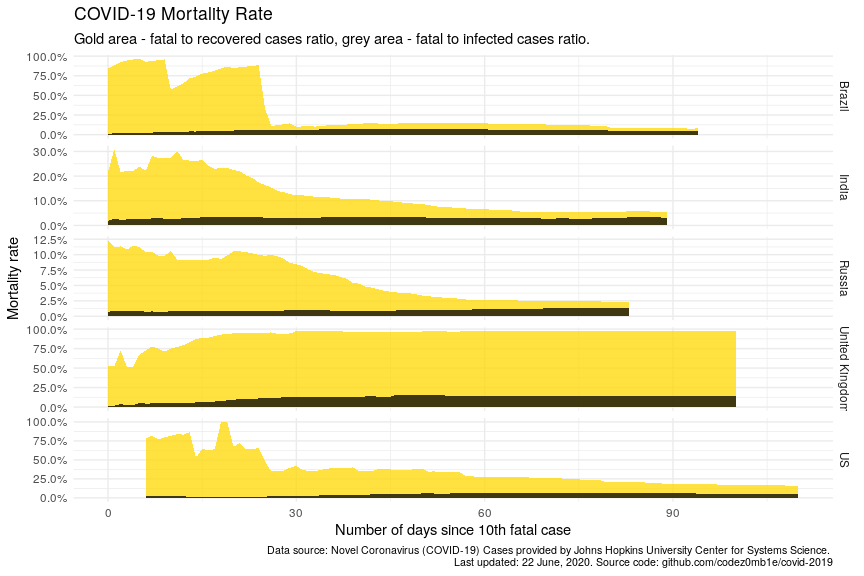 COVID-19 Mortality Rate
Gold area - fatal to recovered cases ratio, grey area - fatal to infected cases ratio.
Mortality rate
100.0%
75.0%
50.0%
25.0%
0.0%
Brazil
30.0%
20.0%
10.0%
0.0%
India
12.5%
10.0%
7.5%
5.0%
2.5%
0.0%
Russia
100.0%
75.0%
50.0%
25.0%
0.0%
United Kingdom
100.0%
75.0%
50.0%
25.0%
0.0%
US
0 30 60 90
Number of days since 10th fatal case
Data source: Novel Coronavirus (COVID-19) Cases provided by Johns Hopkins University Center for Systems Science.
Last updated: 22 June, 2020. Source code: github.com/codez0mb1e/covid-2019